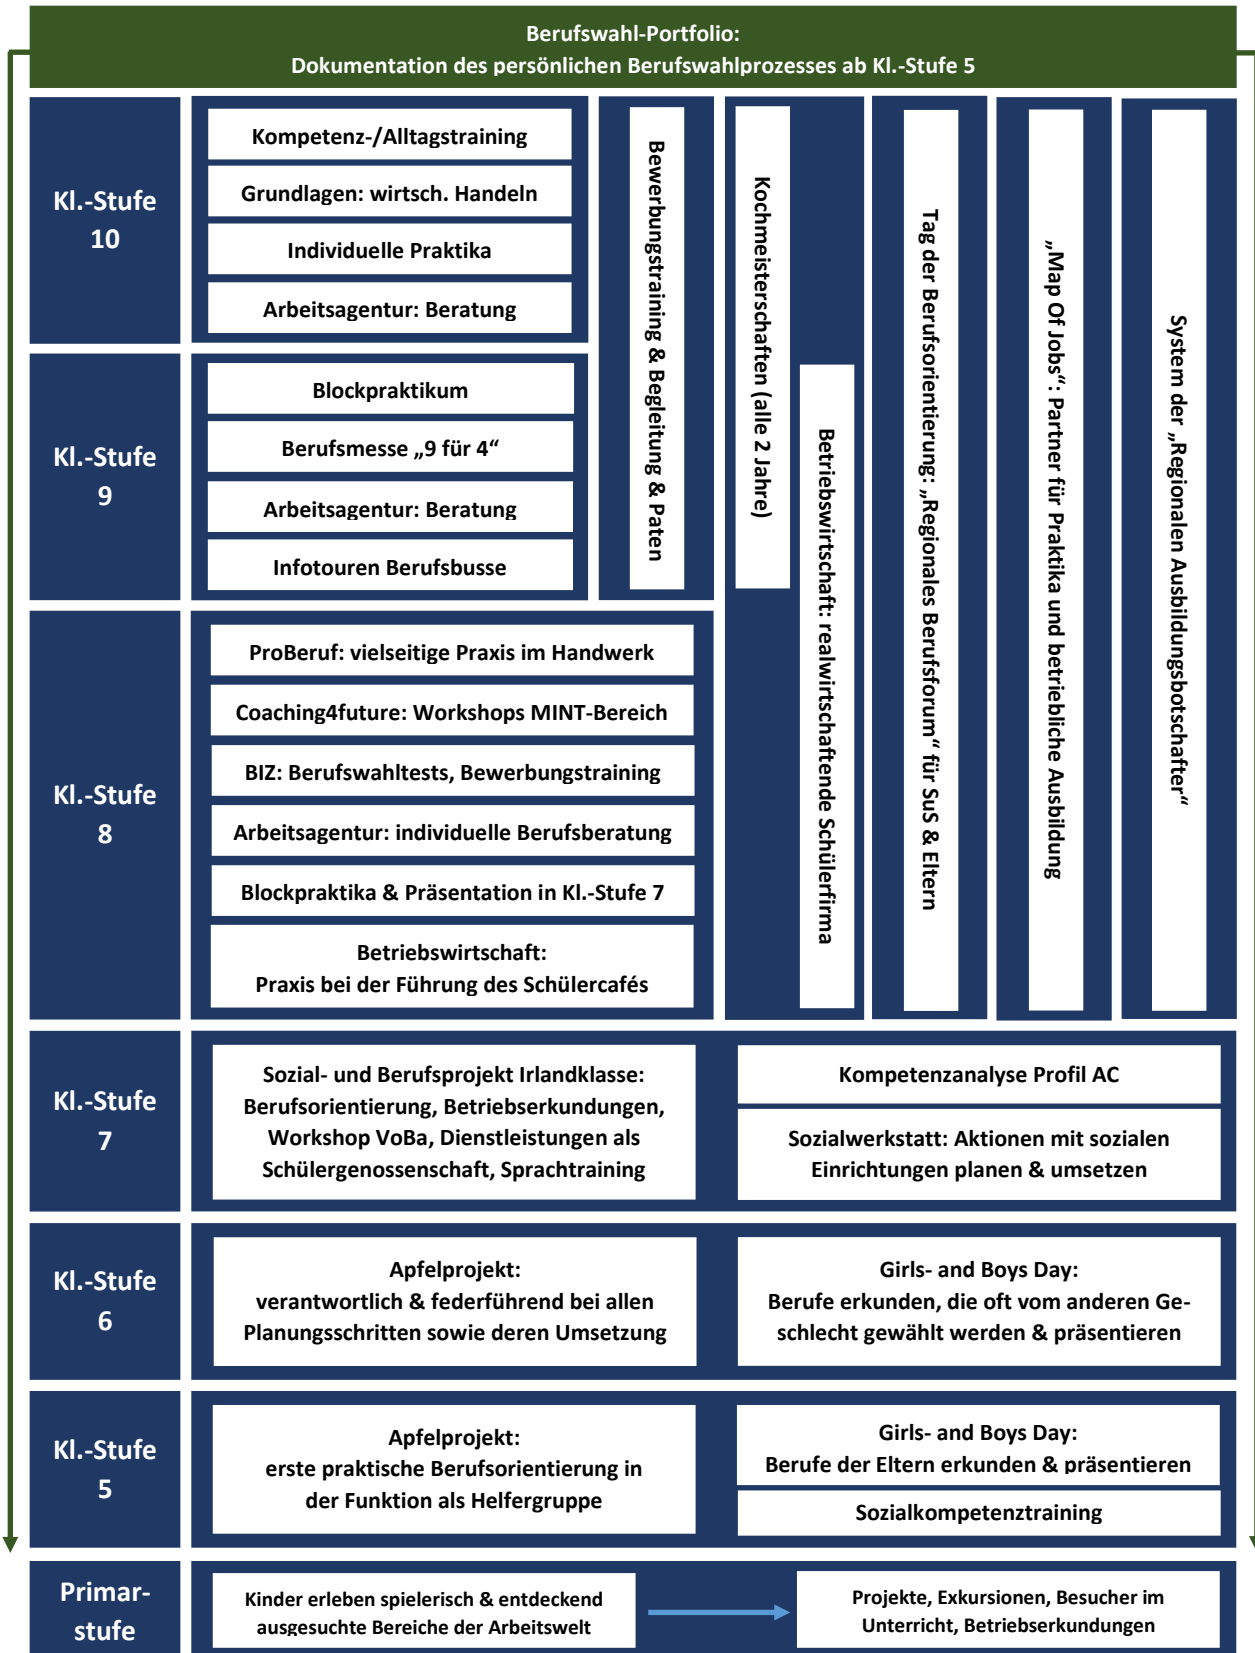 Berufswahl-Portfolio:
Dokumentation des persönlichen Berufswahlprozesses ab Kl.-Stufe 5
Kl.-Stufe
10
Kompetenz-/Alltagstraining
Grundlagen: wirtsch. Handeln
Individuelle Praktika
Arbeitsagentur: Beratung
Kl.-Stufe
9
Blockpraktikum
Berufsmesse „9 für 4“
Arbeitsagentur: Beratung
Infotouren Berufsbusse
Bewerbungstraining & Begleitung & Paten
Kochmeisterschaften (alle 2 Jahre)
Betriebswirtschaft: realwirtschaftende Schülerfirma
Tag der Berufsorientierung: „Regionales Berufsforum“ für SuS & Eltern
„Map Of Jobs“: Partner für Praktika und betriebliche Ausbildung
System der „Regionalen Ausbildungsbotschafter“
Kl.-Stufe
8
ProBeruf: vielseitige Praxis im Handwerk
Coaching4future: Workshops MINT-Bereich
BIZ: Berufswahltests, Bewerbungstraining
Arbeitsagentur: individuelle Berufsberatung
Blockpraktika & Präsentation in Kl.-Stufe 7
Betriebswirtschaft:
Praxis bei der Führung des Schülercafés
Kl.-Stufe
7
Sozial- und Berufsprojekt Irlandklasse:
Berufsorientierung, Betriebserkundungen,
Workshop VoBa, Dienstleistungen als
Schülergenossenschaft, Sprachtraining
Kompetenzanalyse Profil AC
Sozialwerkstatt: Aktionen mit sozialen
Einrichtungen planen & umsetzen
Kl.-Stufe
6
Apfelprojekt:
verantwortlich & federführend bei allen
Planungsschritten sowie deren Umsetzung
Girls- and Boys Day:
Berufe erkunden, die oft vom anderen Ge-
schlecht gewählt werden & präsentieren
Kl.-Stufe
5
Apfelprojekt:
erste praktische Berufsorientierung in
der Funktion als Helfergruppe
Girls- and Boys Day:
Berufe der Eltern erkunden & präsentieren
Sozialkompetenztraining
Primar-
stufe
Kinder erleben spielerisch & entdeckend
ausgesuchte Bereiche der Arbeitswelt
Projekte, Exkursionen, Besucher im
Unterricht, Betriebserkundungen